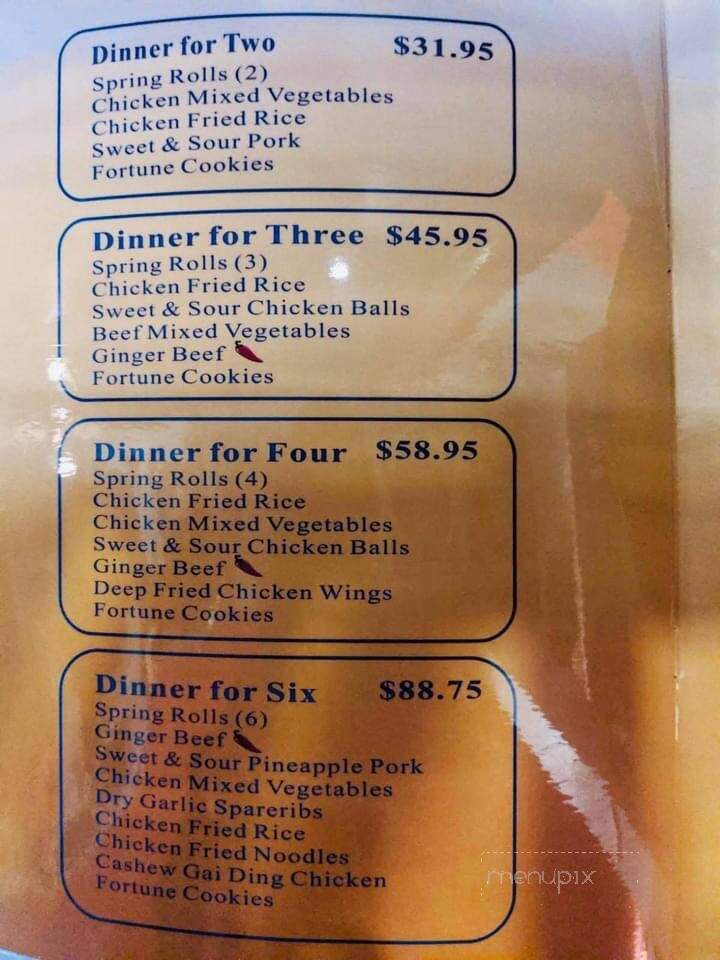 Dinner for Two $31.95
Spring Rolls (2)
Chicken Mixed Vegetables
Chicken Fried Rice
Sweet & Sour Pork
Fortune Cookies
Dinner for Three $45.95
Spring Rolls (3)
Chicken Fried Rice
Sweet & Sour Chicken Balls
Beef Mixed Vegetables
Ginger Beef
Fortune Cookies
Dinner for Four $58.95
Spring Rolls (4)
Chicken Fried Rice
Chicken Mixed Vegetables
Sweet & Sour Chicken Balls
Ginger Beef
Deep Fried Chicken Wings
Fortune Cookies
Dinner for Six $88.75
Spring Rolls (6)
Ginger Beef
Sweet & Sour Pineapple Pork
Chicken Mixed Vegetables
Dry Garlic Spareribs
Chicken Fried Rice
Chicken Fried Noodles
Cashew Gai Ding Chicken
Fortune Cookies
menupix